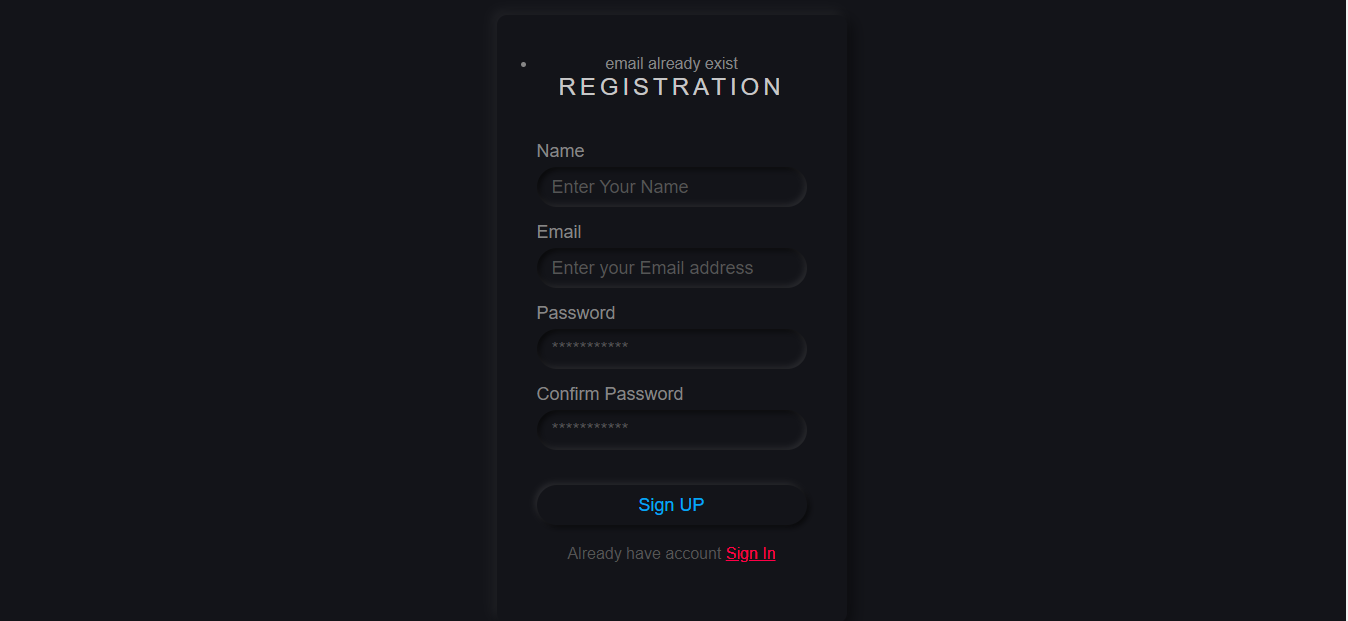 email already exist
REGISTRATION
Name
Enter Your Name
Email
Enter your Email address
Password
***********
Confirm Password
***********
Sign UP
Already have account Sign In